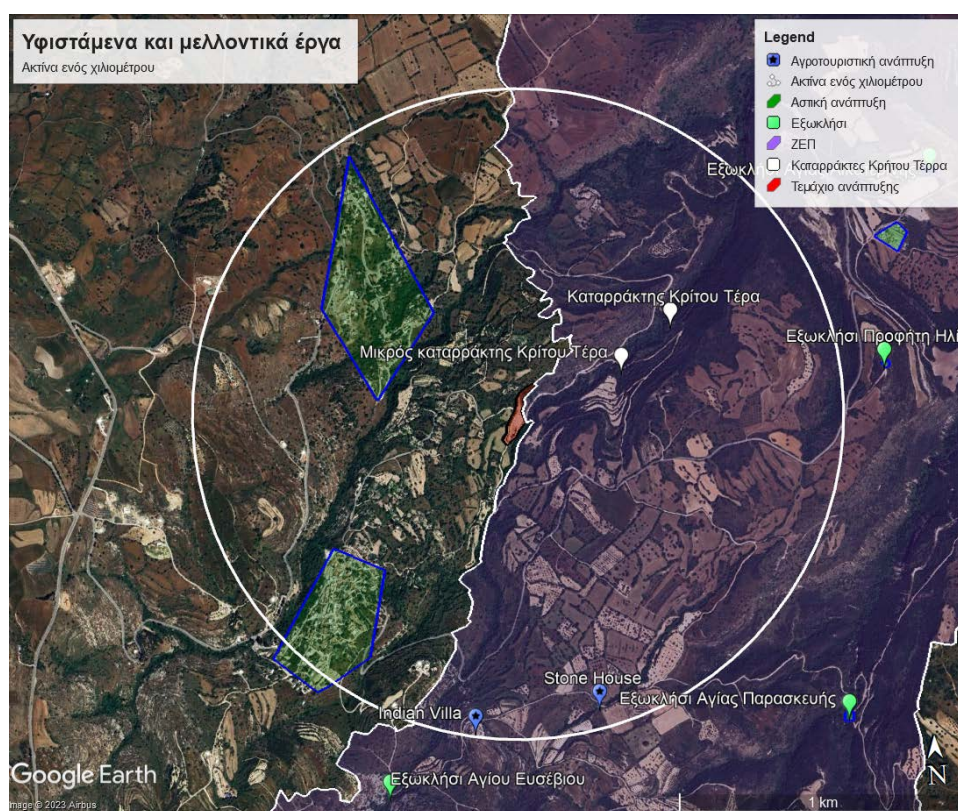 Υφιστάμενα και μελλοντικά έργα
Ακτίνα ενός χιλιομέτρου
Legend
Αγροτουριστική ανάπτυξη
Ακτίνα ενός χιλιομέτρου
Αστική ανάπτυξη
Εξωκλήσι
ΖΕΠ
Καταρράκτες Κρήτου Τέρρα
Τεμάχιο ανάπτυξης
Καταρράκτης Κρίτου Τέρα
Εξωκλήσι Προφήτη Ηλί
Μικρος καταρράκτης Κρίτου Τέρα
Stone House
Εξωκλήσι Αγίας Παρασκευής
Indian Villa
Εξωκλήσι Αγίου Ευσέβιου
Google Earth
N
Image © 2023 Airbus
1 km